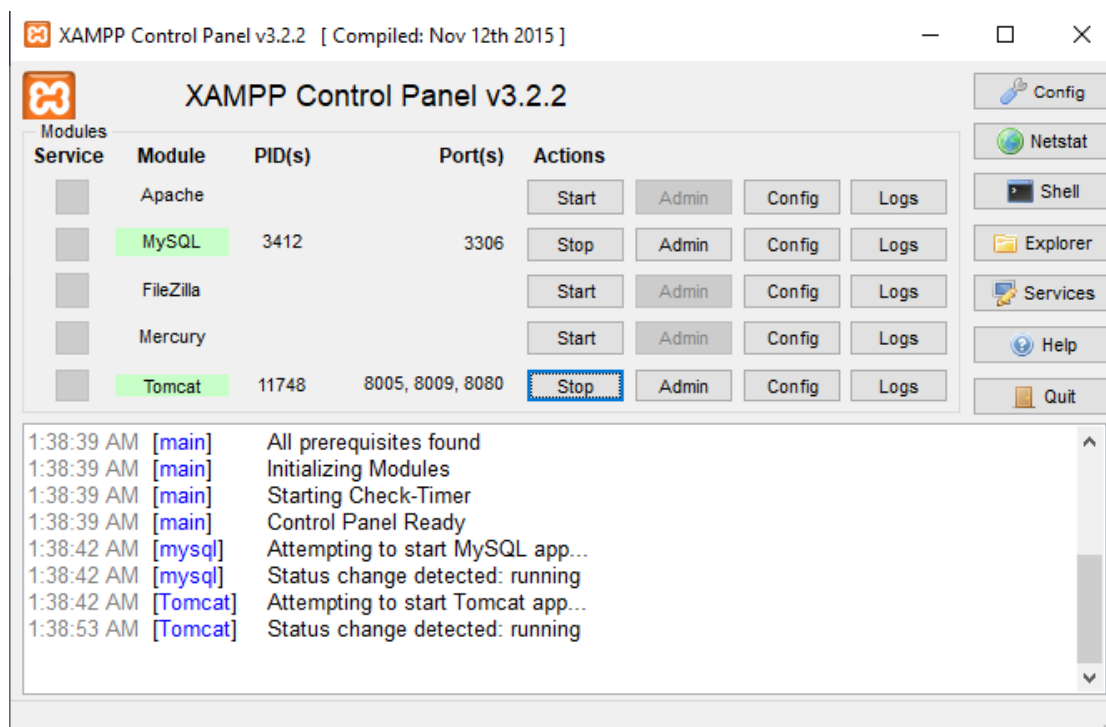 XAMPP Control Panel v3.2.2 [ Compiled: Nov 12th 2015 ]
XAMPP Control Panel v3.2.2
Config
Modules
Service Module PID(s) Port(s) Actions
Netstat
Apache Start Admin Config Logs
Shell
MySQL 3412 3306 Stop Admin Config Logs
Explorer
FileZilla Start Admin Config Logs
Services
Mercury Start Admin Config Logs
Help
Tomcat 11748 8005, 8009, 8080 Stop Admin Config Logs
Quit
1:38:39 AM [main] All prerequisites found
1:38:39 AM [main] Initializing Modules
1:38:39 AM [main] Starting Check-Timer
1:38:39 AM [main] Control Panel Ready
1:38:42 AM [mysql] Attempting to start MySQL app...
1:38:42 AM [mysql] Status change detected: running
1:38:42 AM [Tomcat] Attempting to start Tomcat app...
1:38:53 AM [Tomcat] Status change detected: running